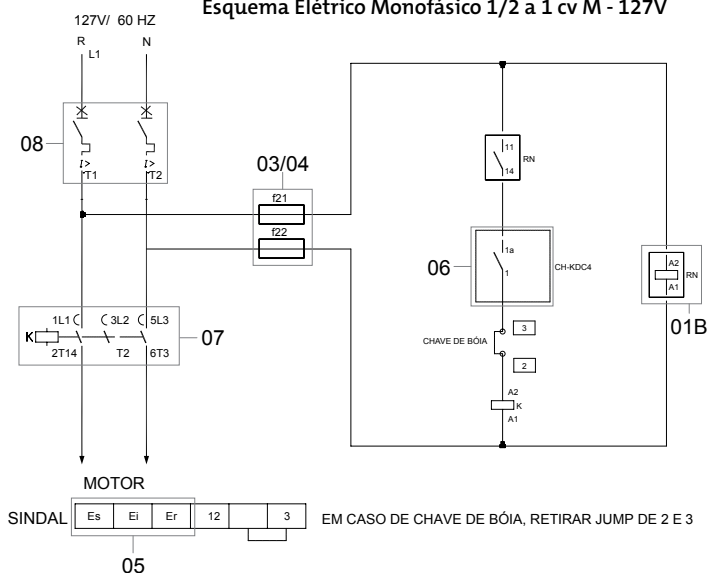 Esquema Elétrico Monofásico 1/2 a 1 cv M - 127V
127V/ 60 HZ
R N
L1
08
I> I>
T1 T2
03/04
f21
f22
11
14
RN
06
1a
1
CH-KDC4
A2
RN
A1
01B
CHAVE DE BÓIA
3
2
A2
K
A1
1L1 3L2 5L3
K
07
2T14 T2 6T3
MOTOR
SINDAL Es Ei Er 12 3 EM CASO DE CHAVE DE BÓIA, RETIRAR JUMP DE 2 E 3
05